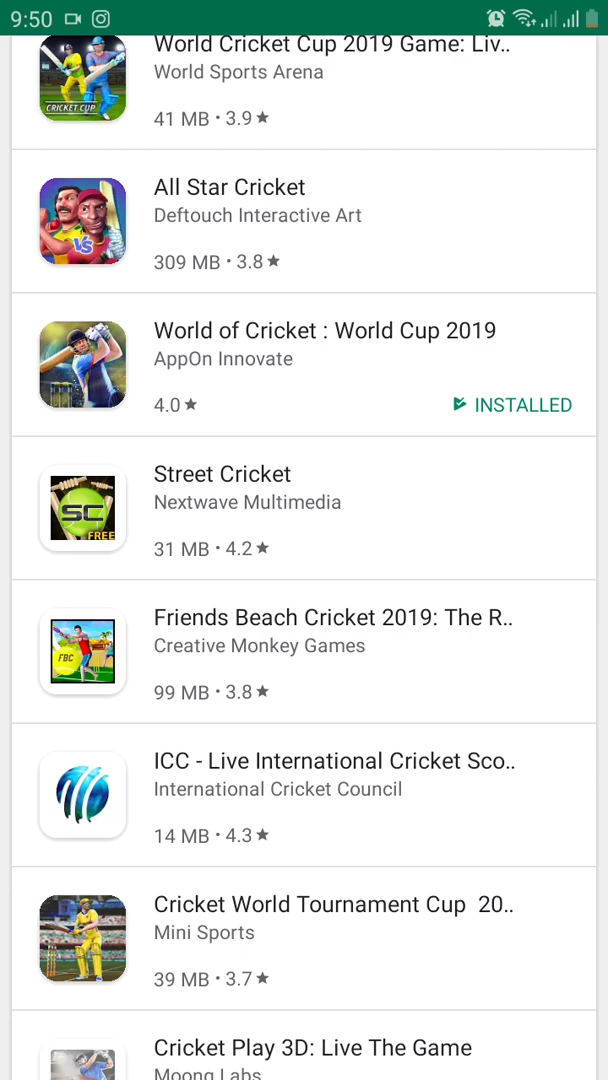 9:50
World Cricket Cup 2019 Game: Liv..
World Sports Arena
CRICKET CUP
41 MB • 3.9 ★
All Star Cricket
Deftouch Interactive Art
VS
309 MB • 3.8 ★
World of Cricket : World Cup 2019
AppOn Innovate
4.0 ★ INSTALLED
Street Cricket
Nextwave Multimedia
SC
FREE
31 MB • 4.2 ★
Friends Beach Cricket 2019: The R..
Creative Monkey Games
FBC
99 MB • 3.8 ★
ICC - Live International Cricket Sco..
International Cricket Council
14 MB • 4.3 ★
Cricket World Tournament Cup 20..
Mini Sports
39 MB • 3.7 ★
Cricket Play 3D: Live The Game
Moong Labs